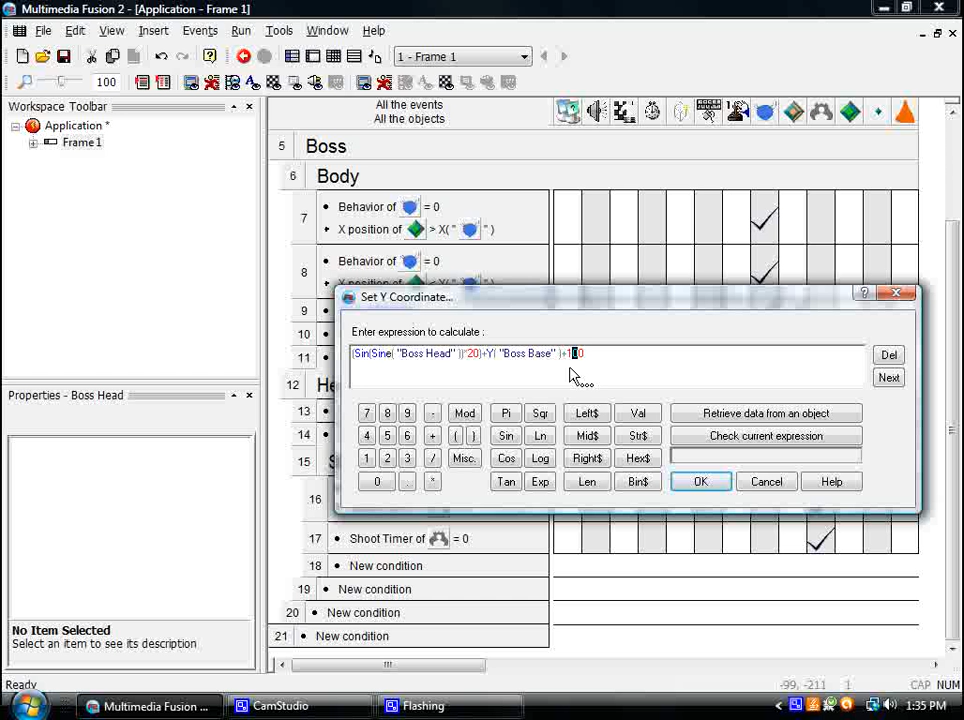 Multimedia Fusion 2 - [Application - Frame 1]
File Edit View Insert Events Run Tools Window Help
1 - Frame 1
100
Workspace Toolbar
Application *
Frame 1
Properties - Boss Head
No Item Selected
Select an item to see its description
All the events
All the objects
5 Boss
6 Body
7 Behavior of = 0
X position of > X( " " )
8 Behavior of = 0
9
10
11
12 He
13
14
15 S
16
17 Shoot Timer of = 0
18 New condition
19 New condition
20 New condition
21 New condition
Set Y Coordinate...
Enter expression to calculate :
(Sin(Sine( "Boss Head" ))*20)+Y( "Boss Base" )+100
Del
Next
7 8 9 - Mod Pi Sqr Left$ Val Retrieve data from an object
4 5 6 + ( ) Sin Ln Mid$ Str$ Check current expression
1 2 3 / Misc. Cos Log Right$ Hex$
0 . * Tan Exp Len Bin$ OK Cancel Help
Ready
-99, -211 1 CAP NUM
Multimedia Fusion 2 ... CamStudio Flashing 1:35 PM